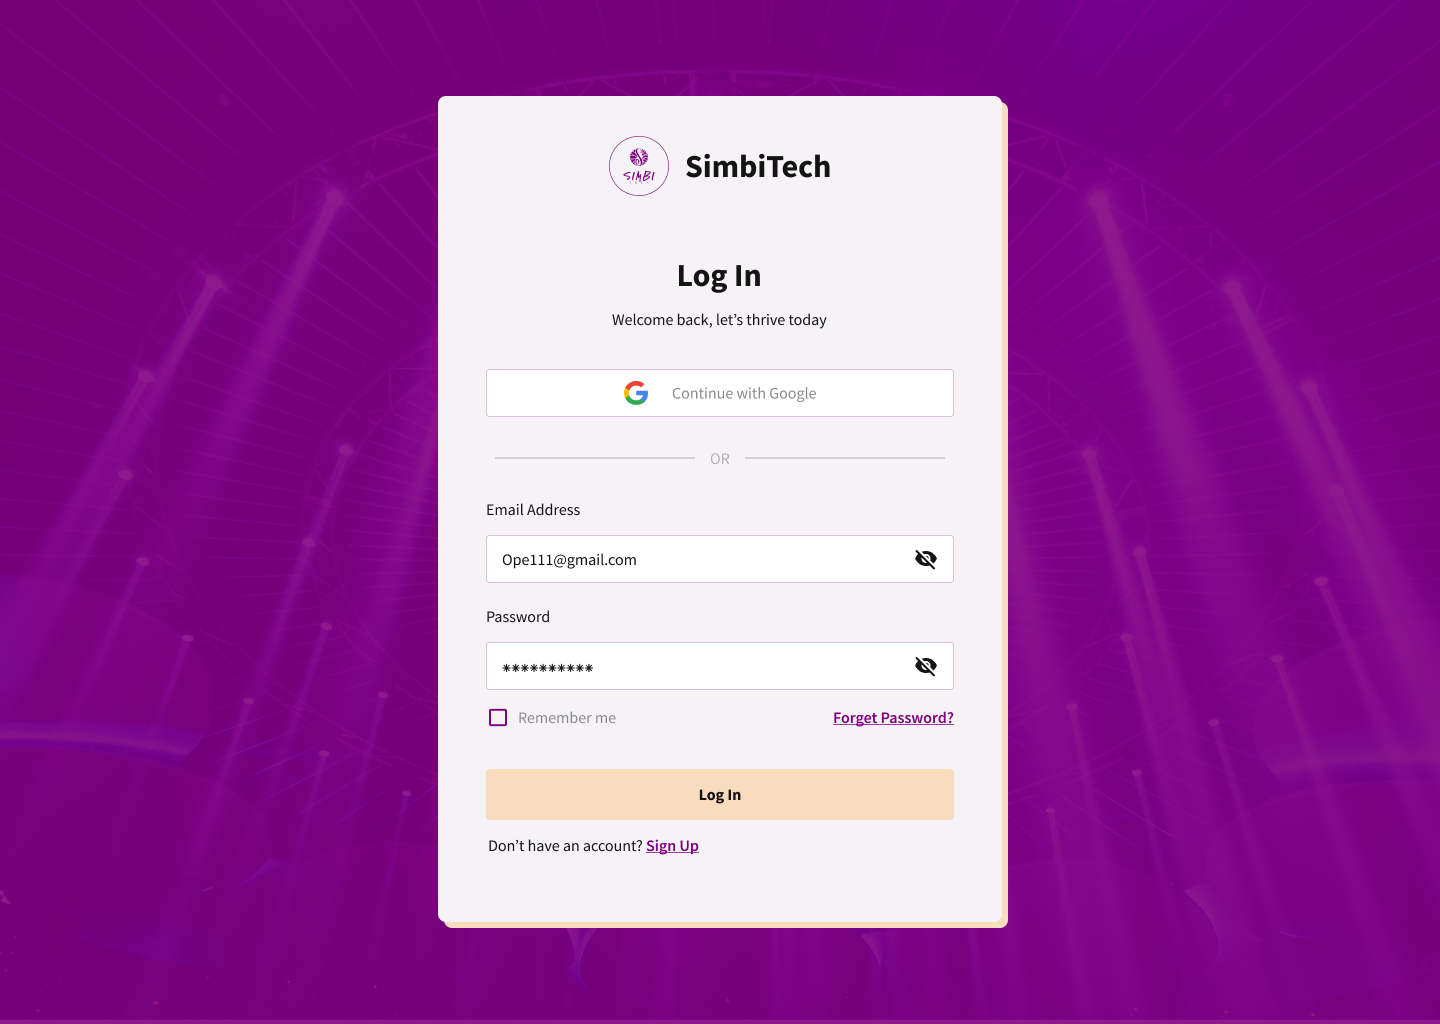 SIMBI
SimbiTech
Log In
Welcome back, let’s thrive today
Continue with Google
OR
Email Address
Ope111@gmail.com
Password
**********
Remember me
Forget Password?
Log In
Don’t have an account? Sign Up